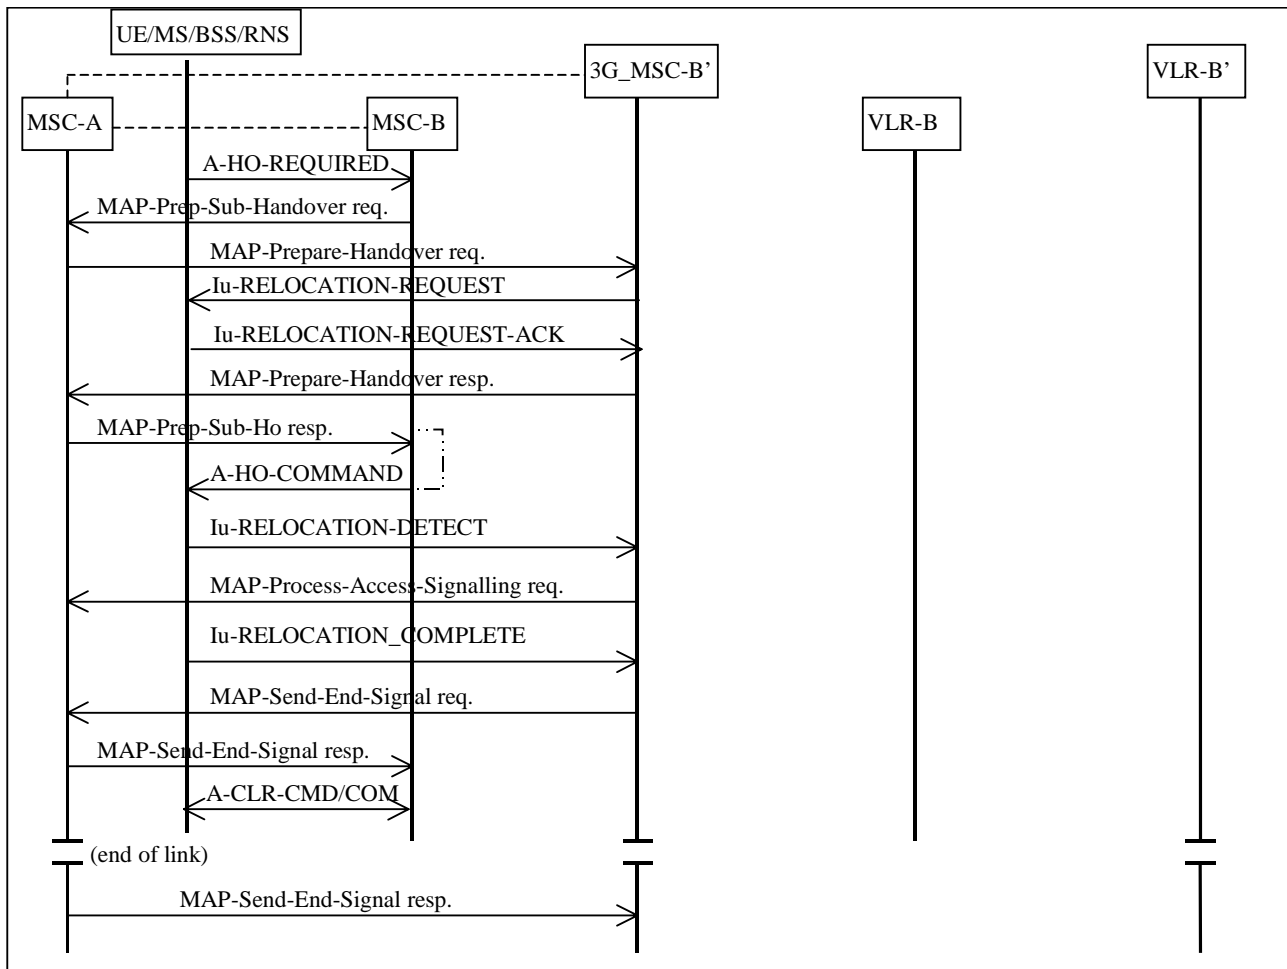 UE/MS/BSS/RNS
3G_MSC-B’
VLR-B’
MSC-A
MSC-B
VLR-B
A-HO-REQUIRED
MAP-Prep-Sub-Handover req.
MAP-Prepare-Handover req.
Iu-RELOCATION-REQUEST
Iu-RELOCATION-REQUEST-ACK
MAP-Prepare-Handover resp.
MAP-Prep-Sub-Ho resp.
A-HO-COMMAND
Iu-RELOCATION-DETECT
MAP-Process-Access-Signalling req.
Iu-RELOCATION_COMPLETE
MAP-Send-End-Signal req.
MAP-Send-End-Signal resp.
A-CLR-CMD/COM
(end of link)
MAP-Send-End-Signal resp.